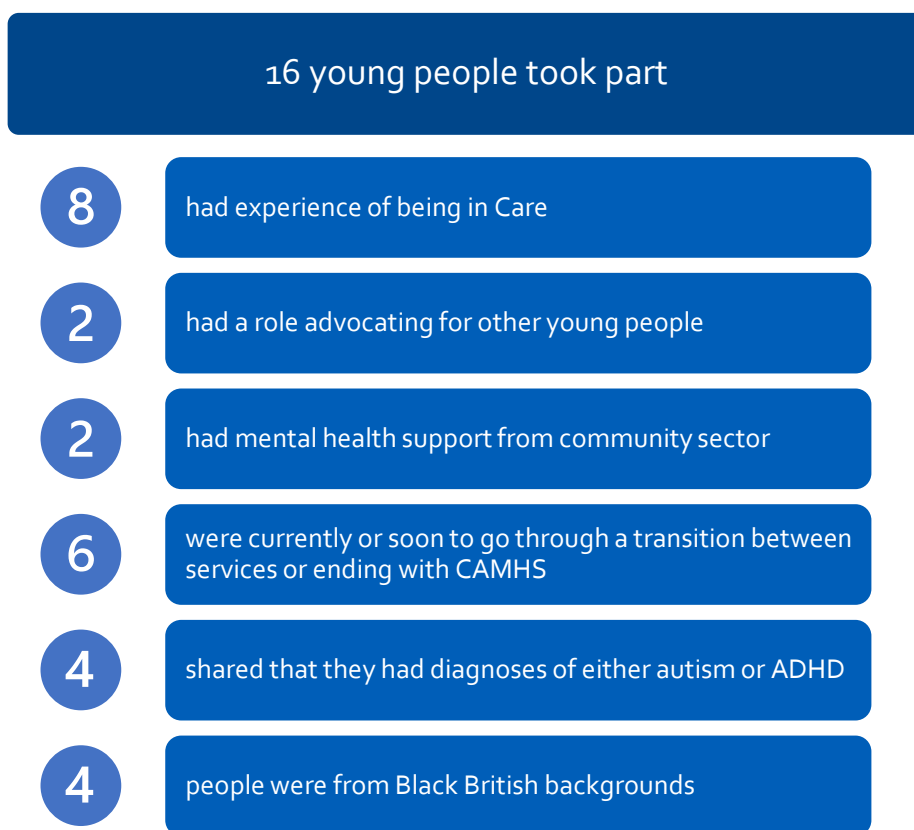 16 young people took part
8
had experience of being in Care
2
had a role advocating for other young people
2
had mental health support from community sector
6
were currently or soon to go through a transition between
services or ending with CAMHS
4
shared that they had diagnoses of either autism or ADHD
4
people were from Black British backgrounds